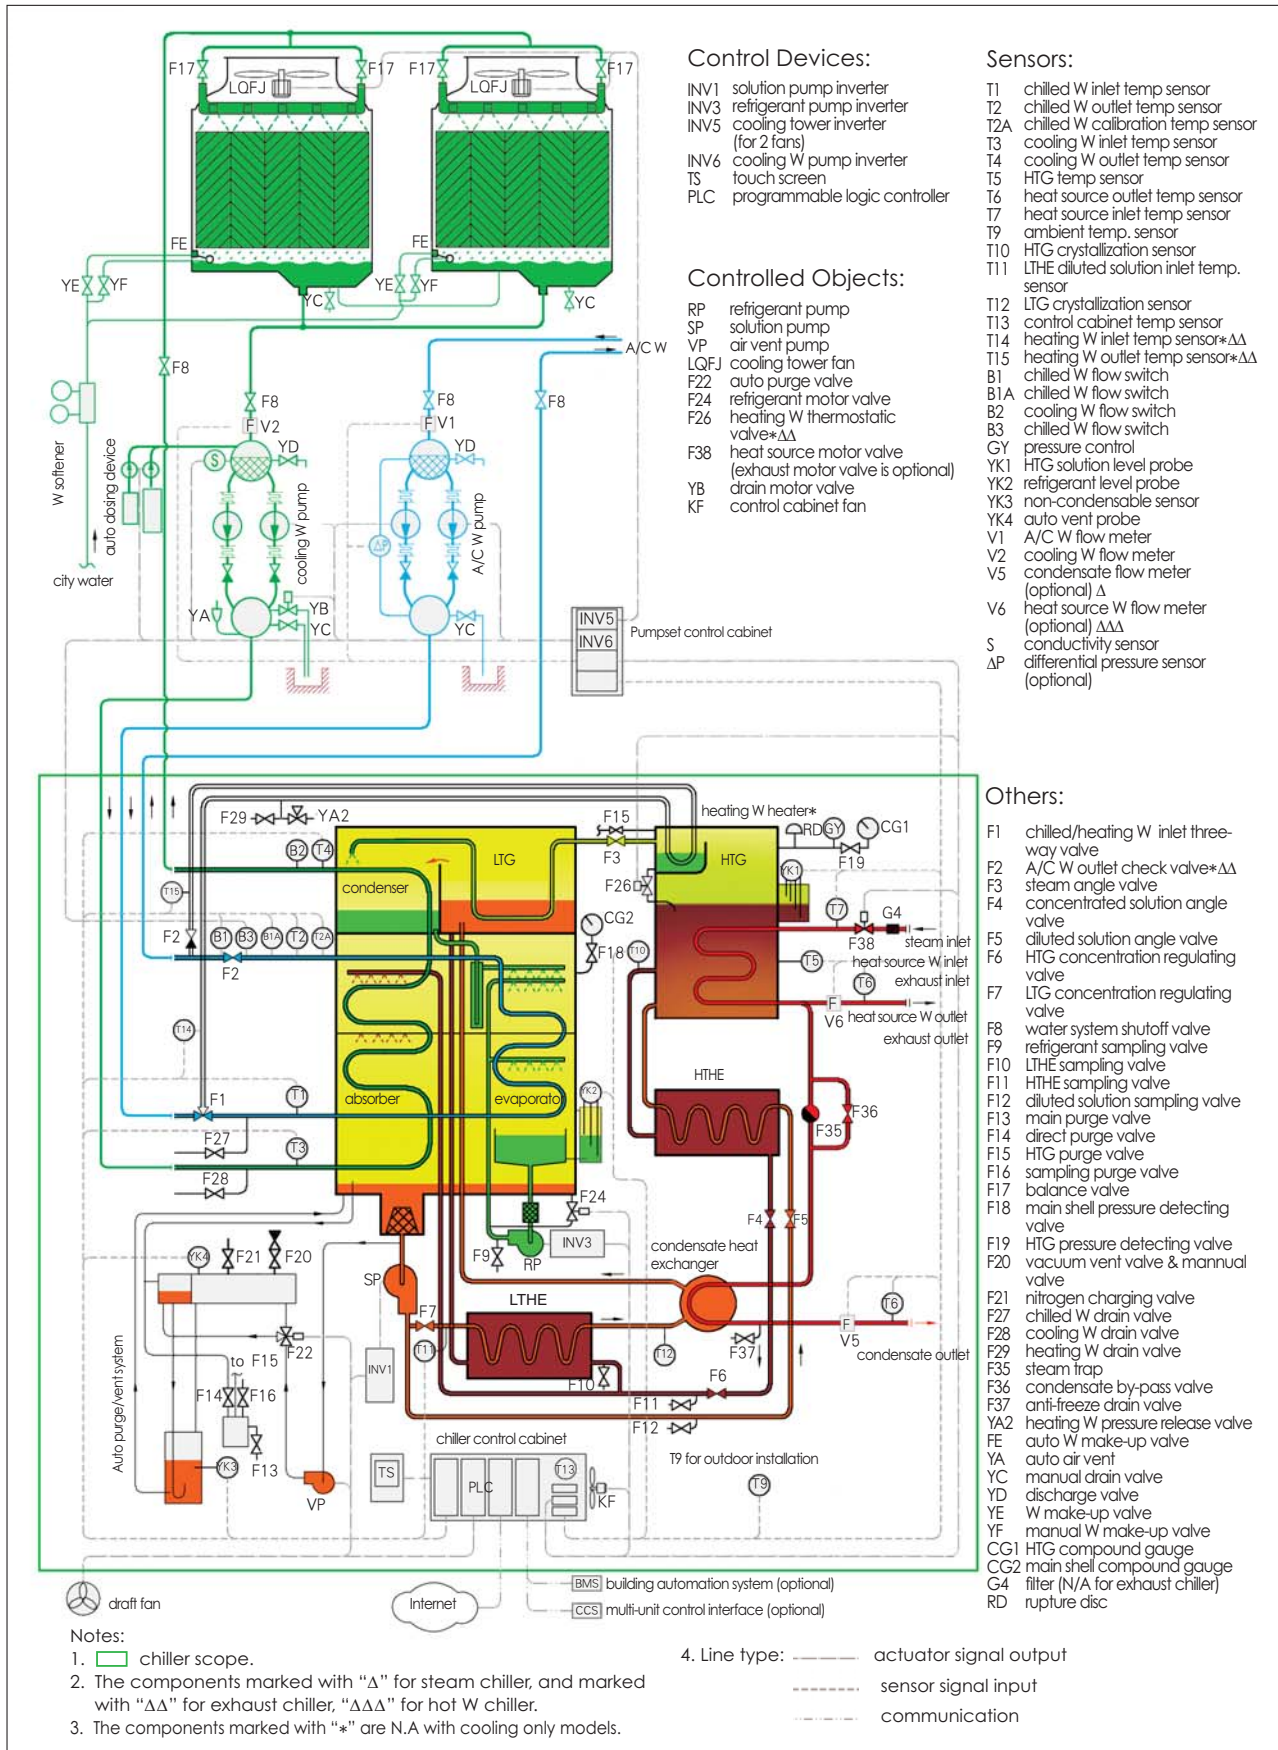 F17
F17
F17
F17
LQFJ
LQFJ
FE
FE
YE
YF
YC
YE
YF
YC
A/C W
F8
F8
F8
F8
F
V2
F
V1
YD
YD
S
W softener
auto dosing device
cooling W pump
ΔP
A/C W pump
city water
YA
YB
YC
YC
INV5
INV6
Pumpset control cabinet
Control Devices:
INV1 solution pump inverter
INV3 refrigerant pump inverter
INV5 cooling tower inverter
(for 2 fans)
INV6 cooling W pump inverter
TS touch screen
PLC programmable logic controller
Controlled Objects:
RP refrigerant pump
SP solution pump
VP air vent pump
LQFJ cooling tower fan
F22 auto purge valve
F24 refrigerant motor valve
F26 heating W thermostatic
valve*ΔΔ
F38 heat source motor valve
(exhaust motor valve is optional)
YB drain motor valve
KF control cabinet fan
Sensors:
T1 chilled W inlet temp sensor
T2 chilled W outlet temp sensor
T2A chilled W calibration temp sensor
T3 cooling W inlet temp sensor
T4 cooling W outlet temp sensor
T5 HTG temp sensor
T6 heat source outlet temp sensor
T7 heat source inlet temp sensor
T9 ambient temp. sensor
T10 HTG crystallization sensor
T11 LTHE diluted solution inlet temp.
sensor
T12 LTG crystallization sensor
T13 control cabinet temp sensor
T14 heating W inlet temp sensor*ΔΔ
T15 heating W outlet temp sensor*ΔΔ
B1 chilled W flow switch
B1A chilled W flow switch
B2 cooling W flow switch
B3 chilled W flow switch
GY pressure control
YK1 HTG solution level probe
YK2 refrigerant level probe
YK3 non-condensable sensor
YK4 auto vent probe
V1 A/C W flow meter
V2 cooling W flow meter
V5 condensate flow meter
(optional) Δ
V6 heat source W flow meter
(optional) ΔΔΔ
S conductivity sensor
ΔP differential pressure sensor
(optional)
Others:
F1 chilled/heating W inlet three-
way valve
F2 A/C W outlet check valve*ΔΔ
F3 steam angle valve
F4 concentrated solution angle
valve
F5 diluted solution angle valve
F6 HTG concentration regulating
valve
F7 LTG concentration regulating
valve
F8 water system shutoff valve
F9 refrigerant sampling valve
F10 LTHE sampling valve
F11 HTHE sampling valve
F12 diluted solution sampling valve
F13 main purge valve
F14 direct purge valve
F15 HTG purge valve
F16 sampling purge valve
F17 balance valve
F18 main shell pressure detecting
valve
F19 HTG pressure detecting valve
F20 vacuum vent valve & mannual
valve
F21 nitrogen charging valve
F27 chilled W drain valve
F28 cooling W drain valve
F29 heating W drain valve
F35 steam trap
F36 condensate by-pass valve
F37 anti-freeze drain valve
YA2 heating W pressure release valve
FE auto W make-up valve
YA auto air vent
YC manual drain valve
YD discharge valve
YE W make-up valve
YF manual W make-up valve
CG1 HTG compound gauge
CG2 main shell compound gauge
G4 filter (N/A for exhaust chiller)
RD rupture disc
F29
YA2
heating W heater*
F15
F3
RD
GY
CG1
F19
B2
T4
LTG
HTG
condenser
YK1
F26
T15
CG2
T7
G4
F2
B1
B3
B1A
T2
T2A
F18
T10
F38
steam inlet
F2
T5
heat source W inlet
T6
exhaust inlet
F
V6
heat source W outlet
exhaust outlet
T14
HTHE
F1
T1
absorber
evaporator
YK2
F35
F36
F27
T3
F28
F24
F4
F5
YK4
F21
F20
F9
RP
INV3
condensate heat
exchanger
SP
F7
LTHE
T6
F
V5
condensate outlet
F22
T11
T12
F37
to
F15
INV1
F10
F6
F14
F16
F11
F12
Auto purge/vent system
YK3
F13
VP
chiller control cabinet
T9 for outdoor installation
TS
PLC
T13
KF
T9
draft fan
Internet
BMS building automation system (optional)
CCS multi-unit control interface (optional)
Notes:
1. chiller scope.
2. The components marked with “Δ” for steam chiller, and marked
with “ΔΔ” for exhaust chiller, “ΔΔΔ” for hot W chiller.
3. The components marked with “*” are N.A with cooling only models.
4. Line type:
actuator signal output
sensor signal input
communication